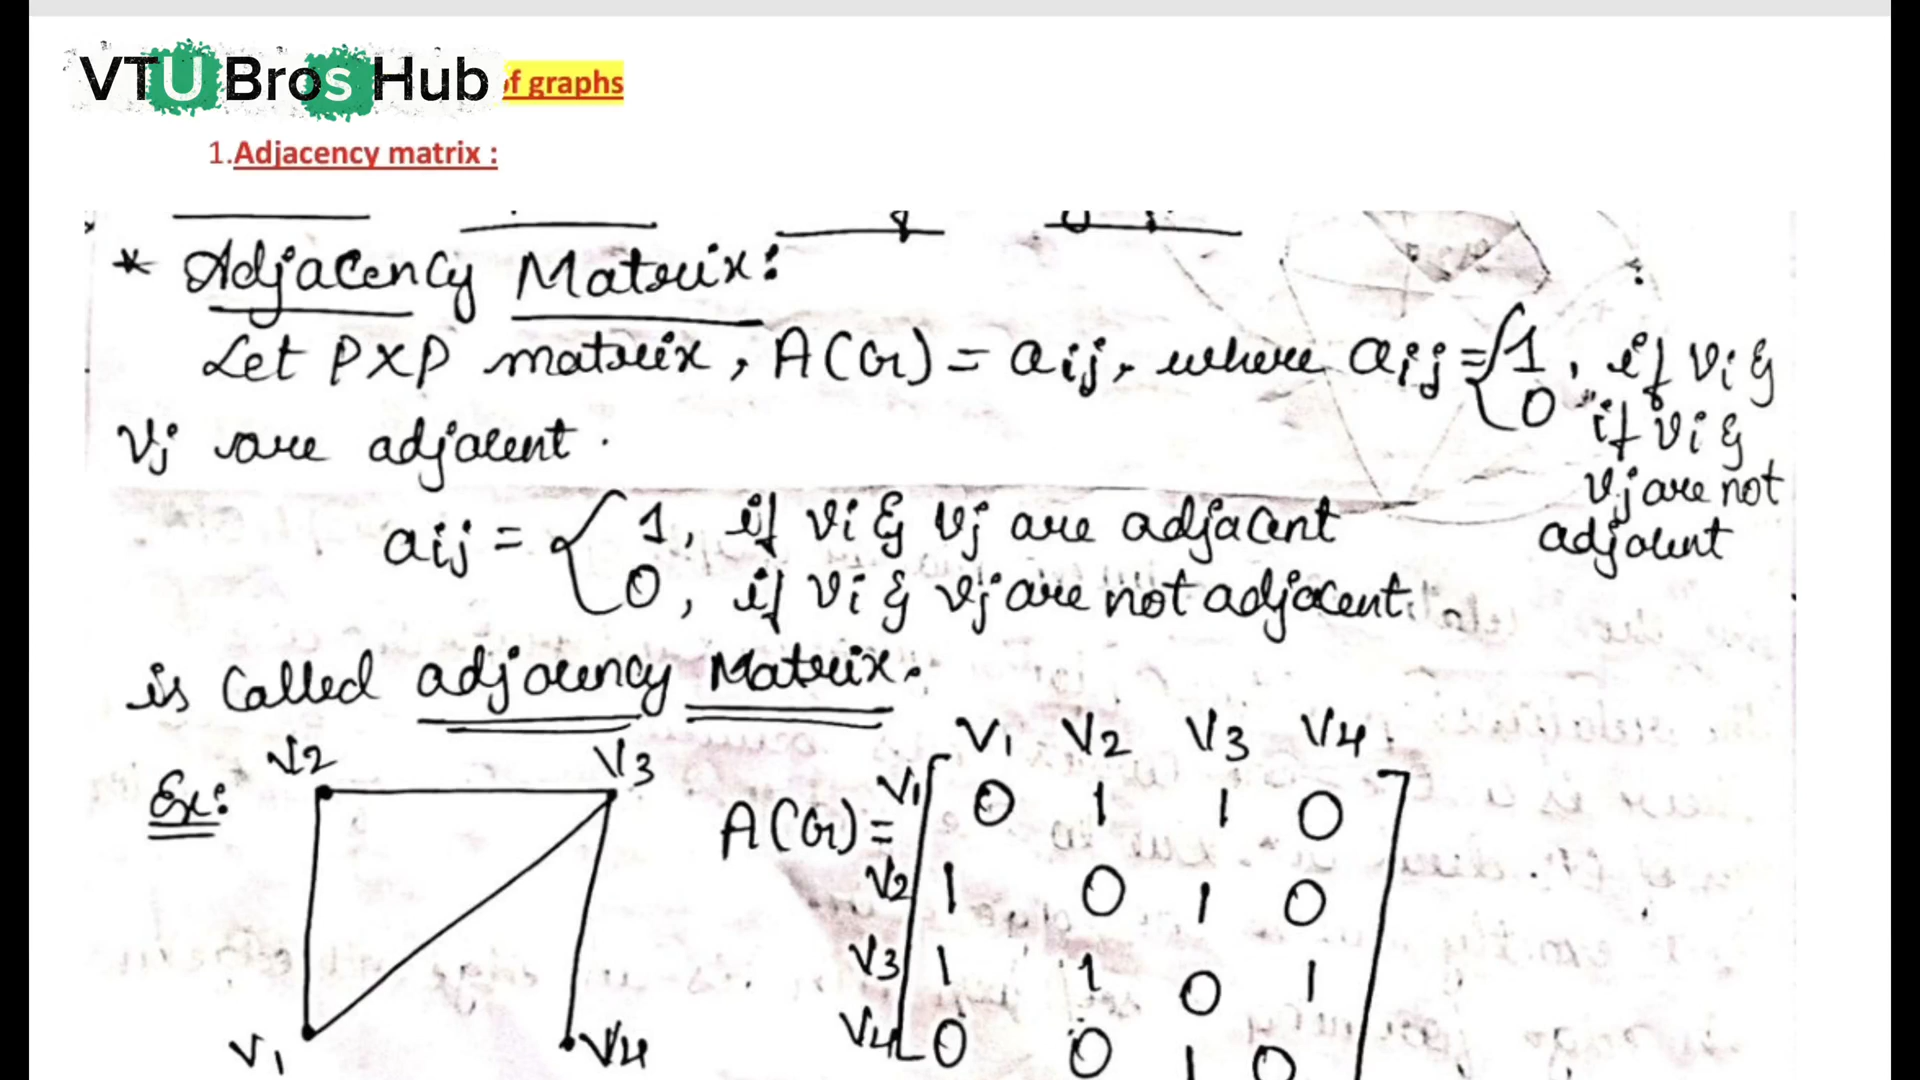 VTU Bros Hub of graphs
1.Adjacency matrix :
* Adjacency Matrix:
Let PXP matrix, A(G) = aij, where aij = { 1, if vi &
0 if vi &
vj are adjacent.
vj are not
adjacent
aij = { 1, if vi & vj are adjacent
0, if vi & vj are not adjacent.
is called adjacency Matrix.
Ex:
V2 V3
V1 V4
V1 V2 V3 V4
A(G) =
V1 0 1 1 0
V2 1 0 1 0
V3 1 1 0 1
V4 0 0 1 0